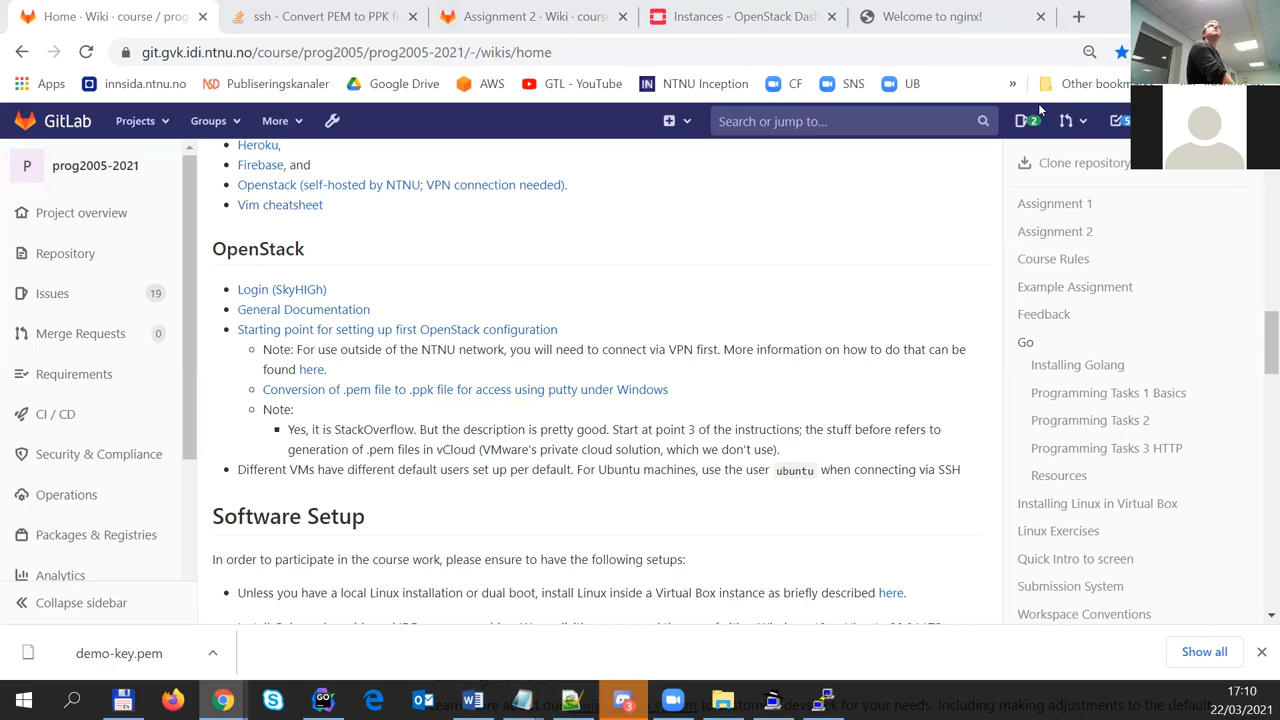 Home · Wiki · course / prog
ssh - Convert PEM to PPK fi
Assignment 2 · Wiki · cours
Instances - OpenStack Dash
Welcome to nginx!
git.gvk.idi.ntnu.no/course/prog2005/prog2005-2021/-/wikis/home
Apps
innsida.ntnu.no
Publiseringskanaler
Google Drive
AWS
GTL - YouTube
NTNU Inception
CF
SNS
UB
»
Other bookmarks
GitLab
Projects
Groups
More
Search or jump to...
2
5
P
prog2005-2021
Project overview
Repository
Issues
19
Merge Requests
0
Requirements
CI / CD
Security & Compliance
Operations
Packages & Registries
Analytics
Collapse sidebar
Heroku,
Firebase, and
Openstack (self-hosted by NTNU; VPN connection needed).
Vim cheatsheet
OpenStack
Login (SkyHIGh)
General Documentation
Starting point for setting up first OpenStack configuration
Note: For use outside of the NTNU network, you will need to connect via VPN first. More information on how to do that can be
found here.
Conversion of .pem file to .ppk file for access using putty under Windows
Note:
Yes, it is StackOverflow. But the description is pretty good. Start at point 3 of the instructions; the stuff before refers to
generation of .pem files in vCloud (VMware's private cloud solution, which we don't use).
Different VMs have different default users set up per default. For Ubuntu machines, use the user ubuntu when connecting via SSH
Software Setup
In order to participate in the course work, please ensure to have the following setups:
Unless you have a local Linux installation or dual boot, install Linux inside a Virtual Box instance as briefly described here.
Clone repository
Assignment 1
Assignment 2
Course Rules
Example Assignment
Feedback
Go
Installing Golang
Programming Tasks 1 Basics
Programming Tasks 2
Programming Tasks 3 HTTP
Resources
Installing Linux in Virtual Box
Linux Exercises
Quick Intro to screen
Submission System
Workspace Conventions
demo-key.pem
Show all
17:10
22/03/2021